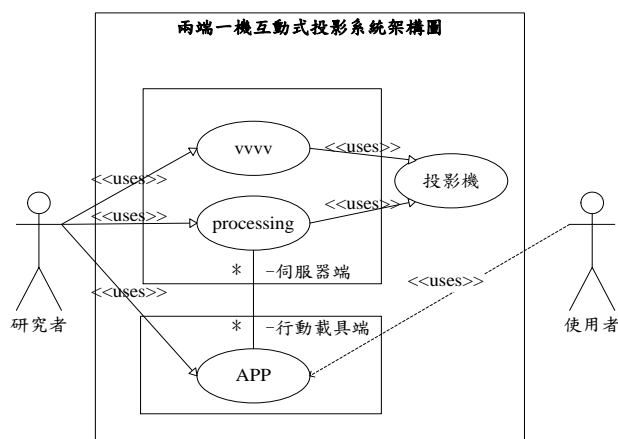 兩端一機互動式投影系統架構圖
vvvv
<<uses>>
投影機
<<uses>>
<<uses>>
<<uses>>
processing
* -伺服器端
<<uses>>
<<uses>>
研究者
使用者
* -行動載具端
APP